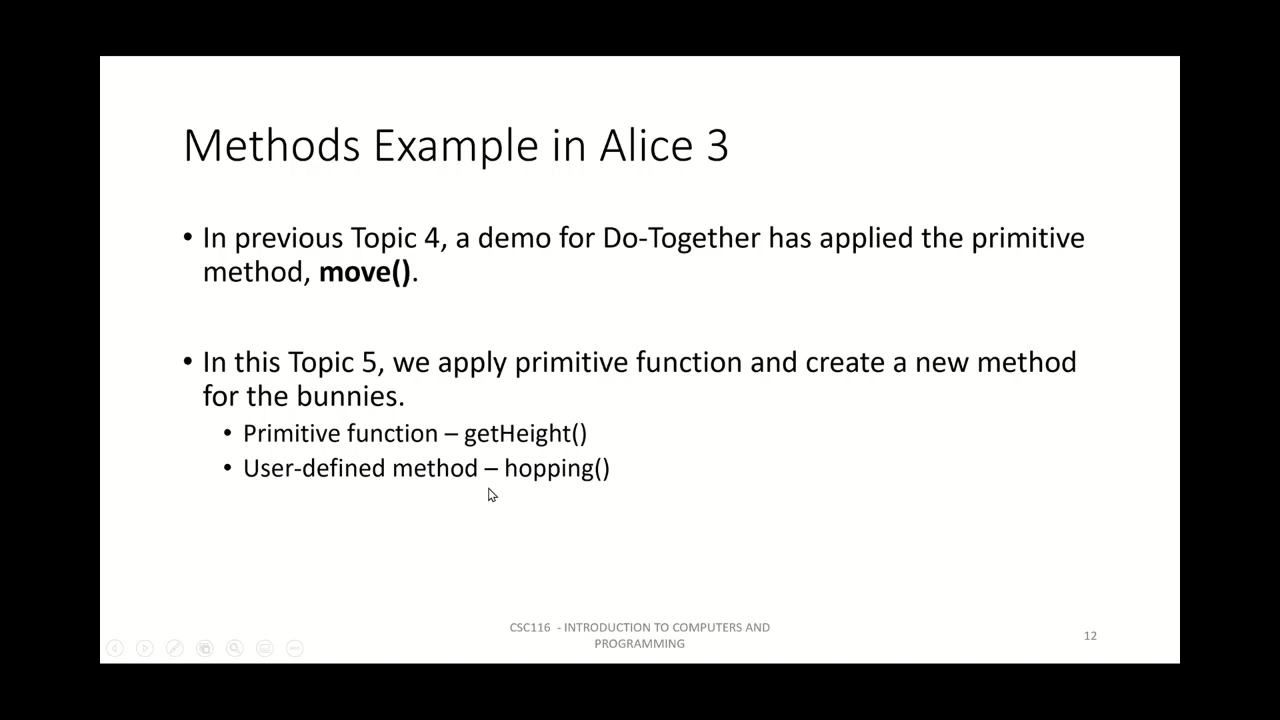 Methods Example in Alice 3
• In previous Topic 4, a demo for Do-Together has applied the primitive
method, move().
• In this Topic 5, we apply primitive function and create a new method
for the bunnies.
• Primitive function – getHeight()
• User-defined method – hopping()
CSC116 - INTRODUCTION TO COMPUTERS AND
PROGRAMMING
12